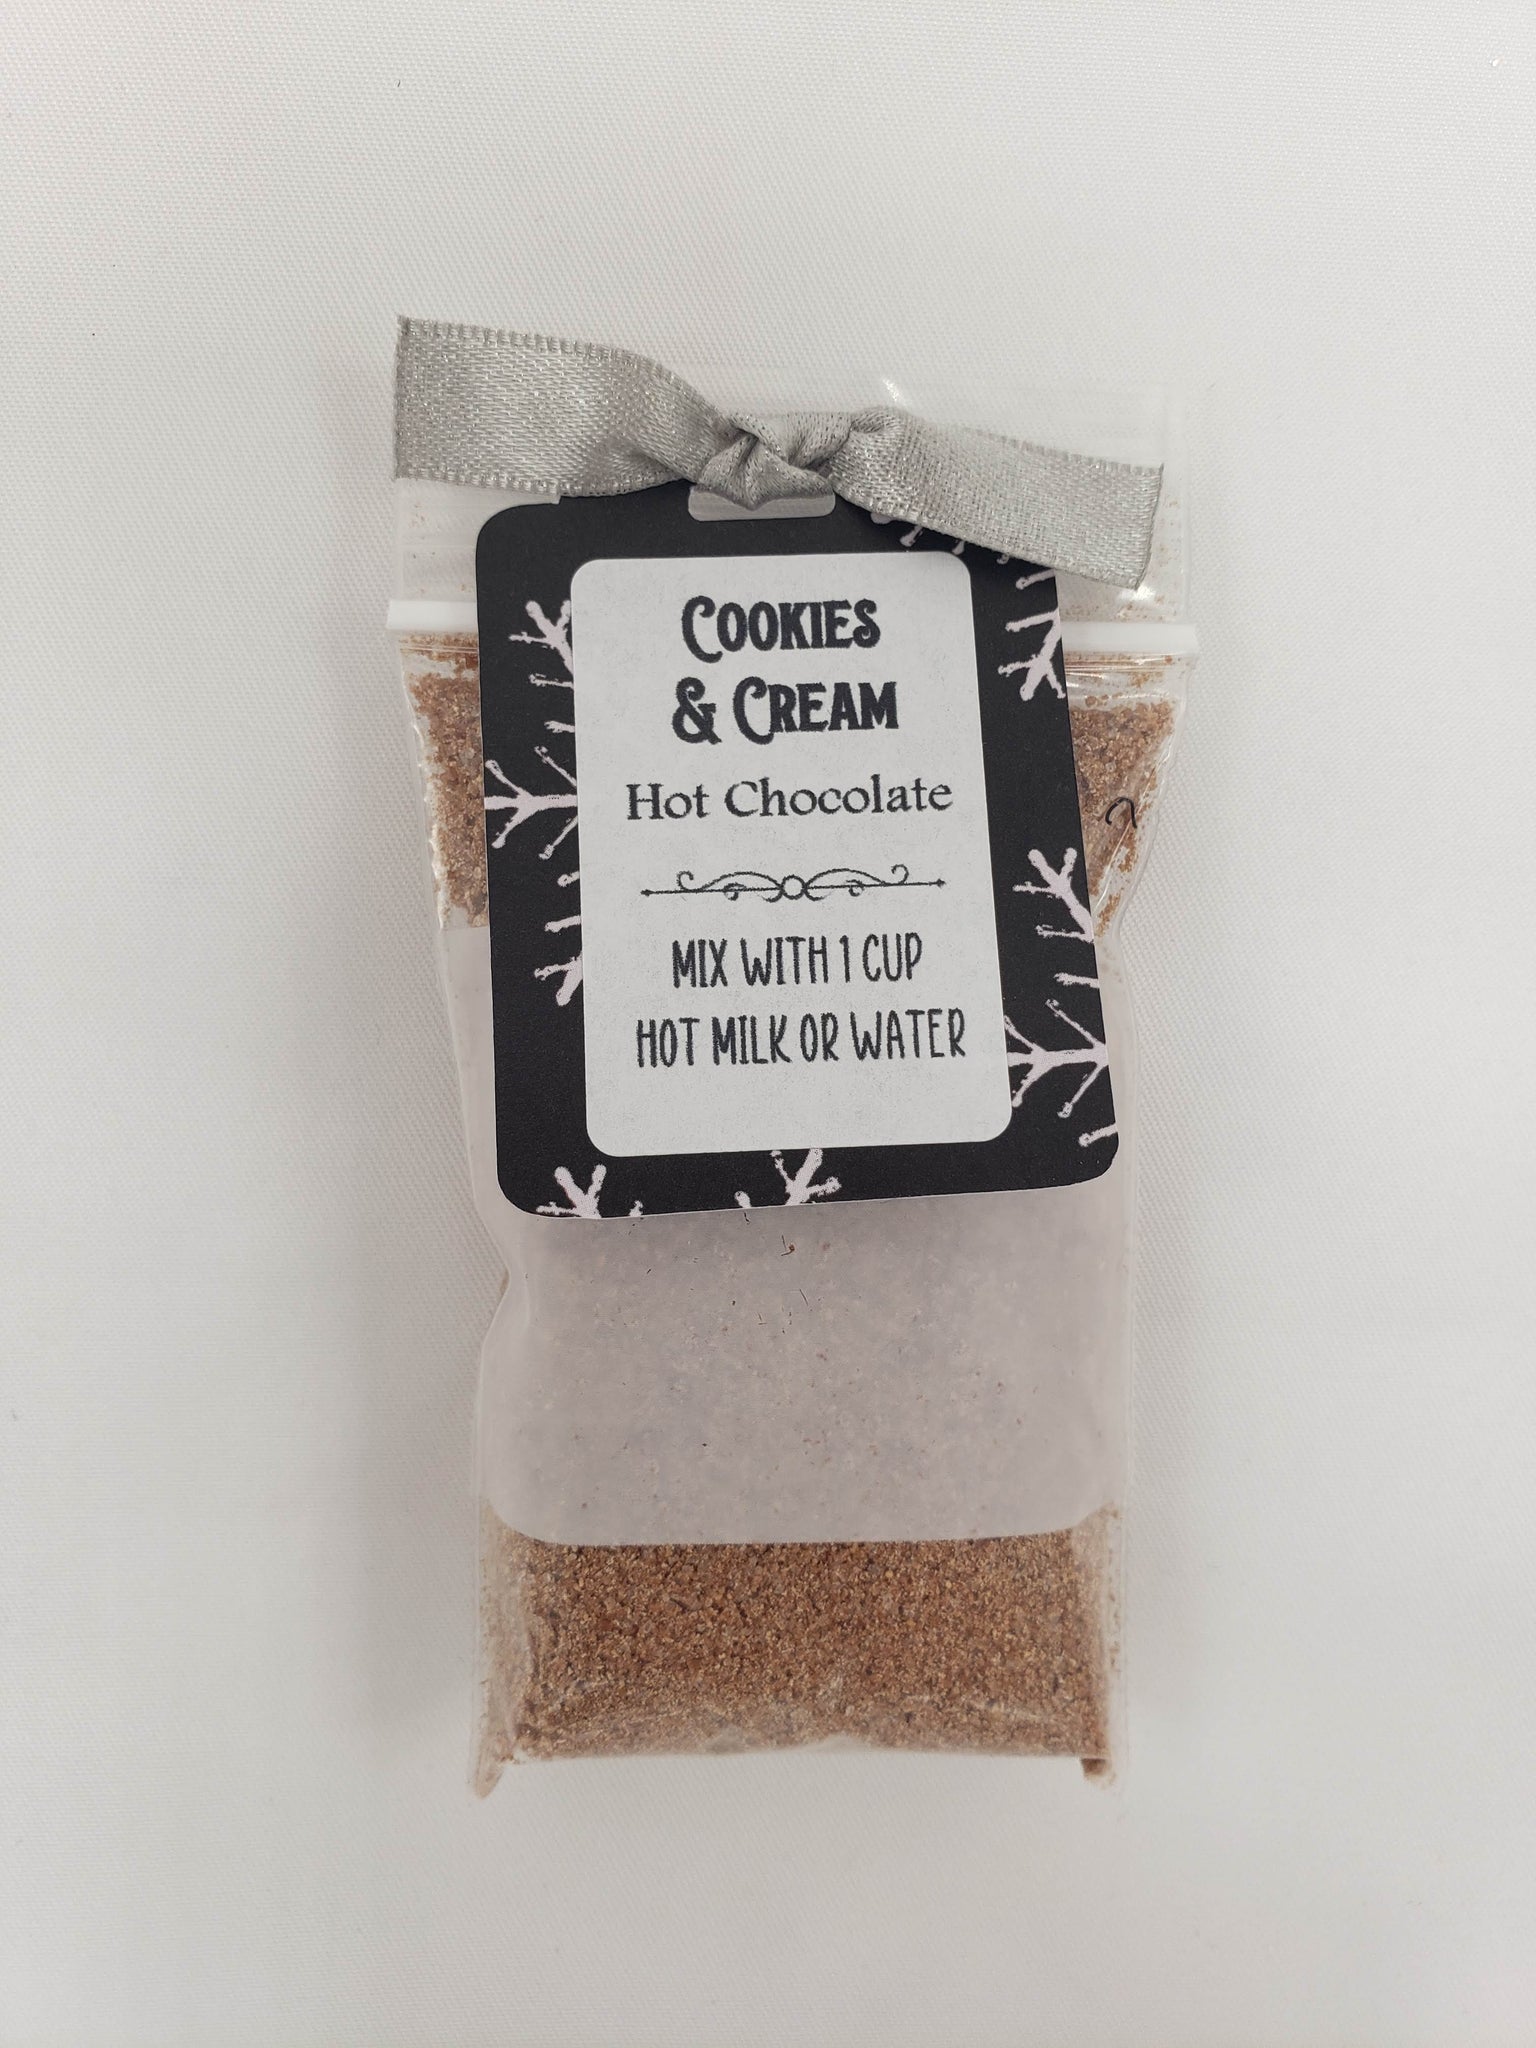 Cookies
& Cream
Hot Chocolate
MIX WITH 1 CUP
HOT MILK OR WATER